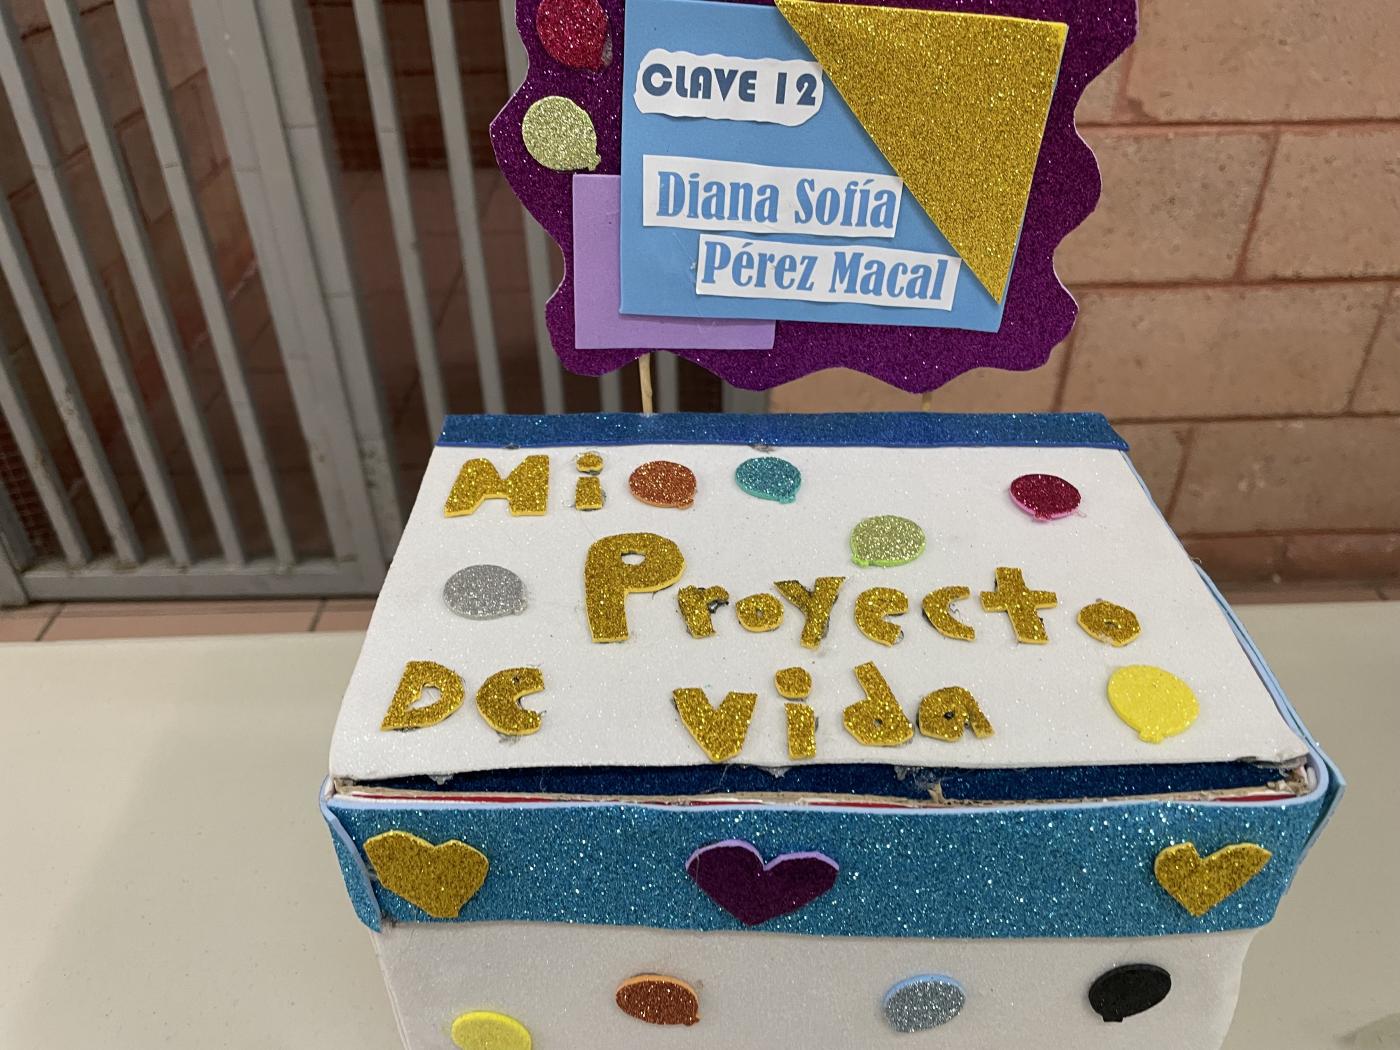 CLAVE 12
Diana Sofía
Pérez Macal
Mi
Proyecto
De vida